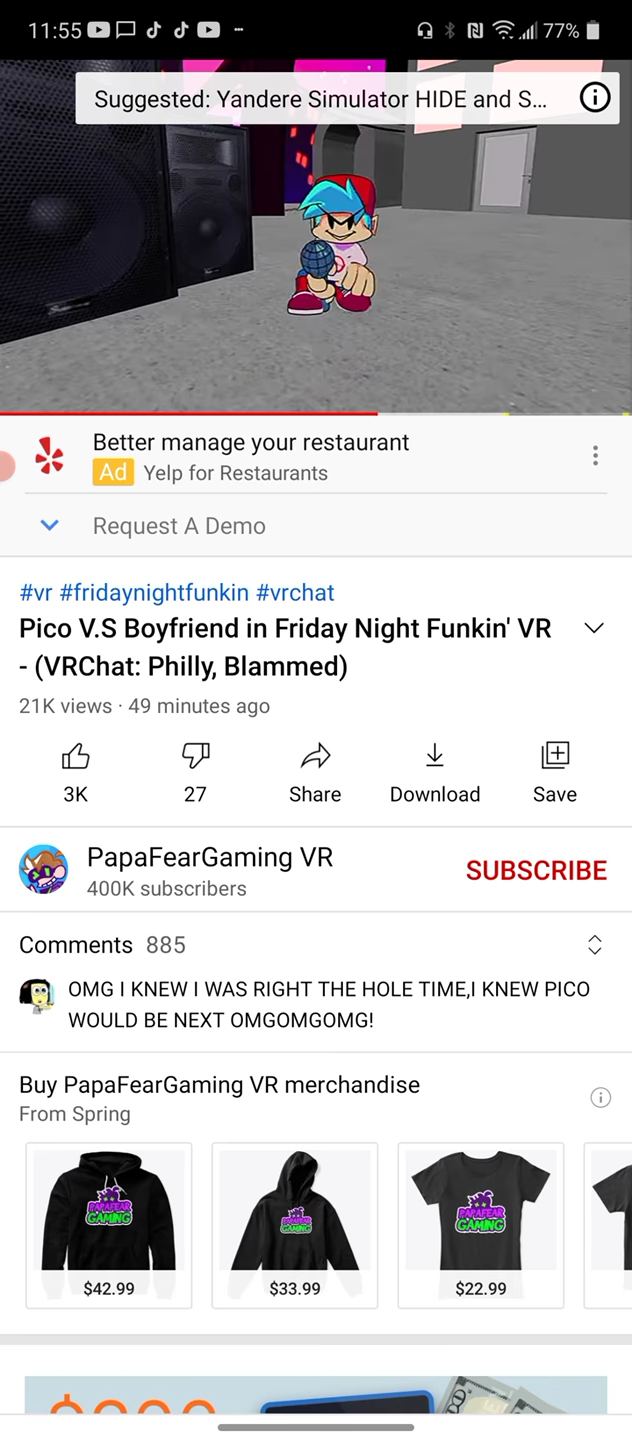 11:55 77%
Suggested: Yandere Simulator HIDE and S...
Better manage your restaurant
Ad Yelp for Restaurants
Request A Demo
#vr #fridaynightfunkin #vrchat
Pico V.S Boyfriend in Friday Night Funkin' VR
- (VRChat: Philly, Blammed)
21K views · 49 minutes ago
3K 27 Share Download Save
PapaFearGaming VR
400K subscribers
SUBSCRIBE
Comments 885
OMG I KNEW I WAS RIGHT THE HOLE TIME,I KNEW PICO
WOULD BE NEXT OMGOMGOMG!
Buy PapaFearGaming VR merchandise
From Spring
PAPAFEAR
GAMING
PAPAFEAR
GAMING
PAPAFEAR
GAMING
$42.99 $33.99 $22.99